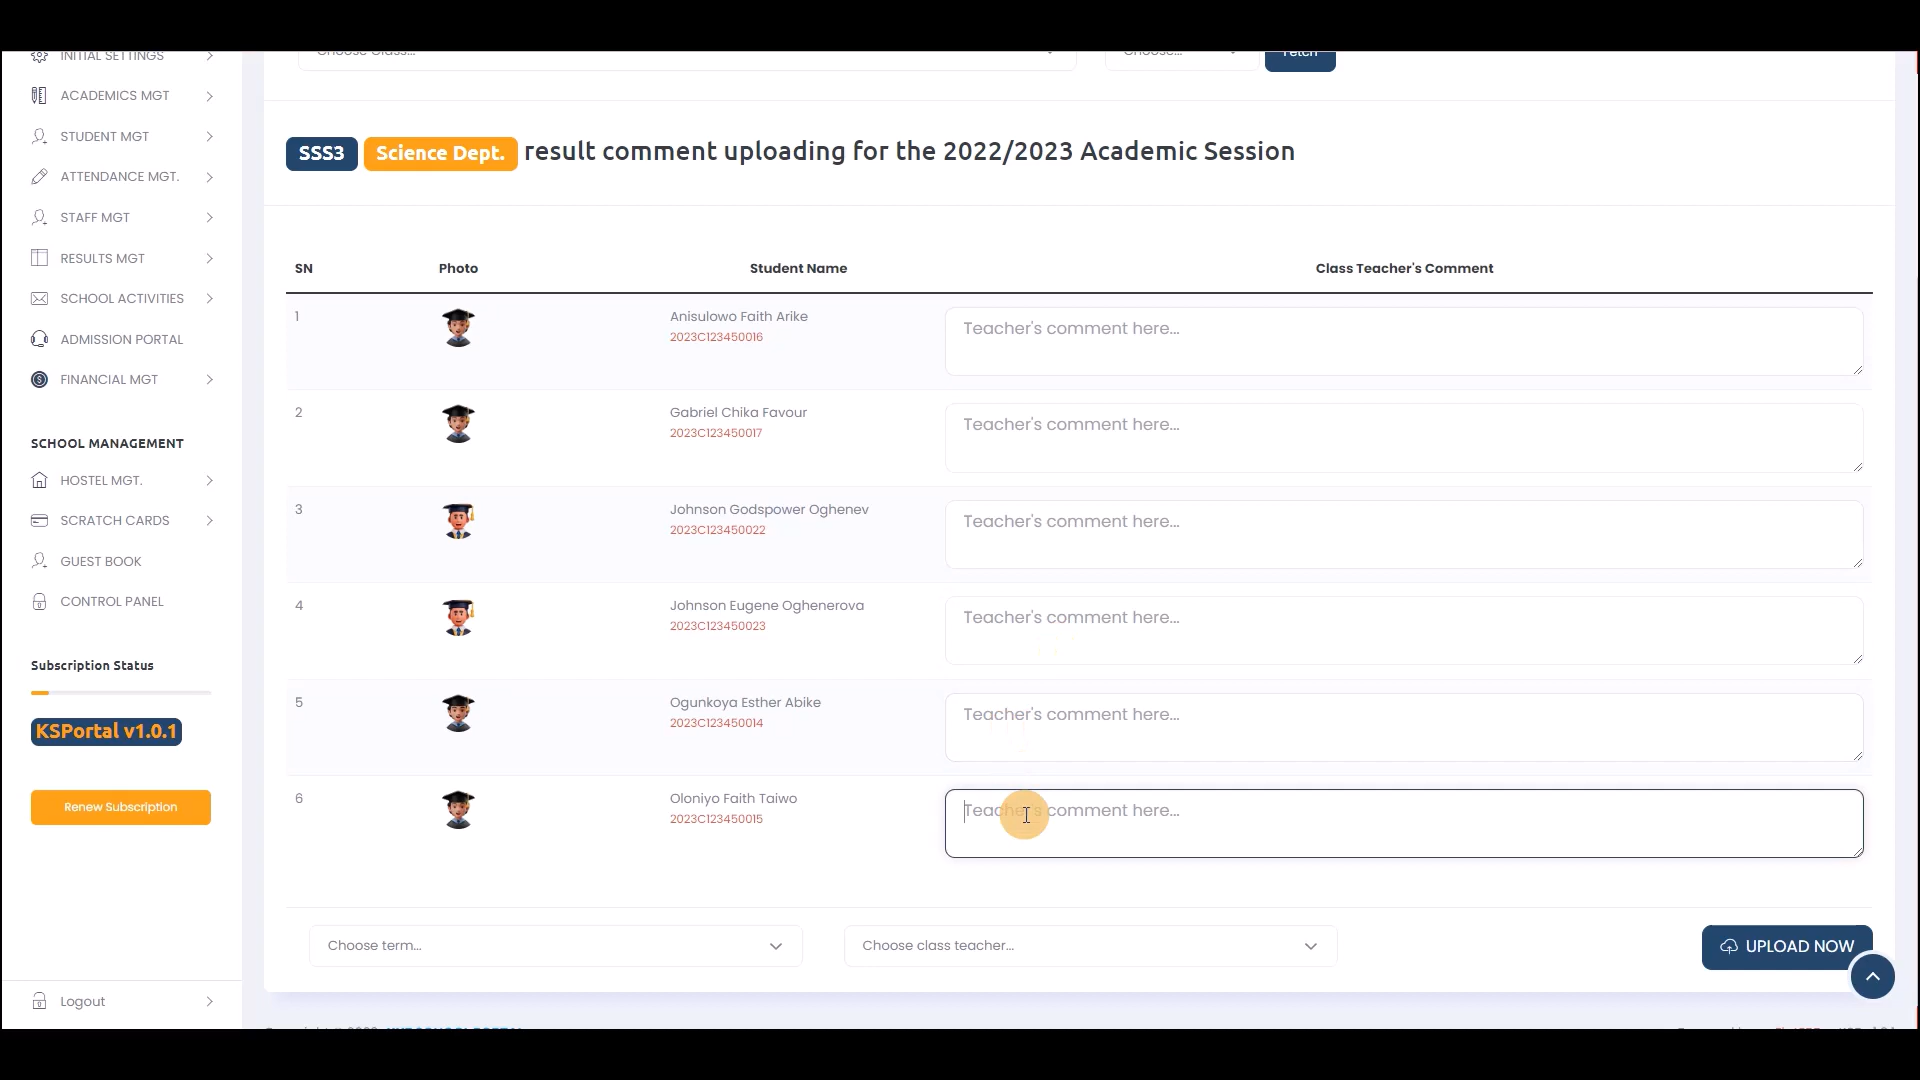 INITIAL SETTINGS
Choose Class...
Choose...
Fetch
ACADEMICS MGT
STUDENT MGT
ATTENDANCE MGT.
STAFF MGT
RESULTS MGT
SCHOOL ACTIVITIES
ADMISSION PORTAL
FINANCIAL MGT
SCHOOL MANAGEMENT
HOSTEL MGT.
SCRATCH CARDS
GUEST BOOK
CONTROL PANEL
Subscription Status
KSPortal v1.0.1
Renew Subscription
Logout
SSS3 Science Dept. result comment uploading for the 2022/2023 Academic Session
SN Photo Student Name Class Teacher's Comment
1 Anisulowo Faith Arike Teacher's comment here...
2023C123450016
2 Gabriel Chika Favour Teacher's comment here...
2023C123450017
3 Johnson Godspower Oghenev Teacher's comment here...
2023C123450022
4 Johnson Eugene Oghenerova Teacher's comment here...
2023C123450023
5 Ogunkoya Esther Abike Teacher's comment here...
2023C123450014
6 Oloniyo Faith Taiwo Teacher's comment here...
2023C123450015
Choose term... Choose class teacher... UPLOAD NOW